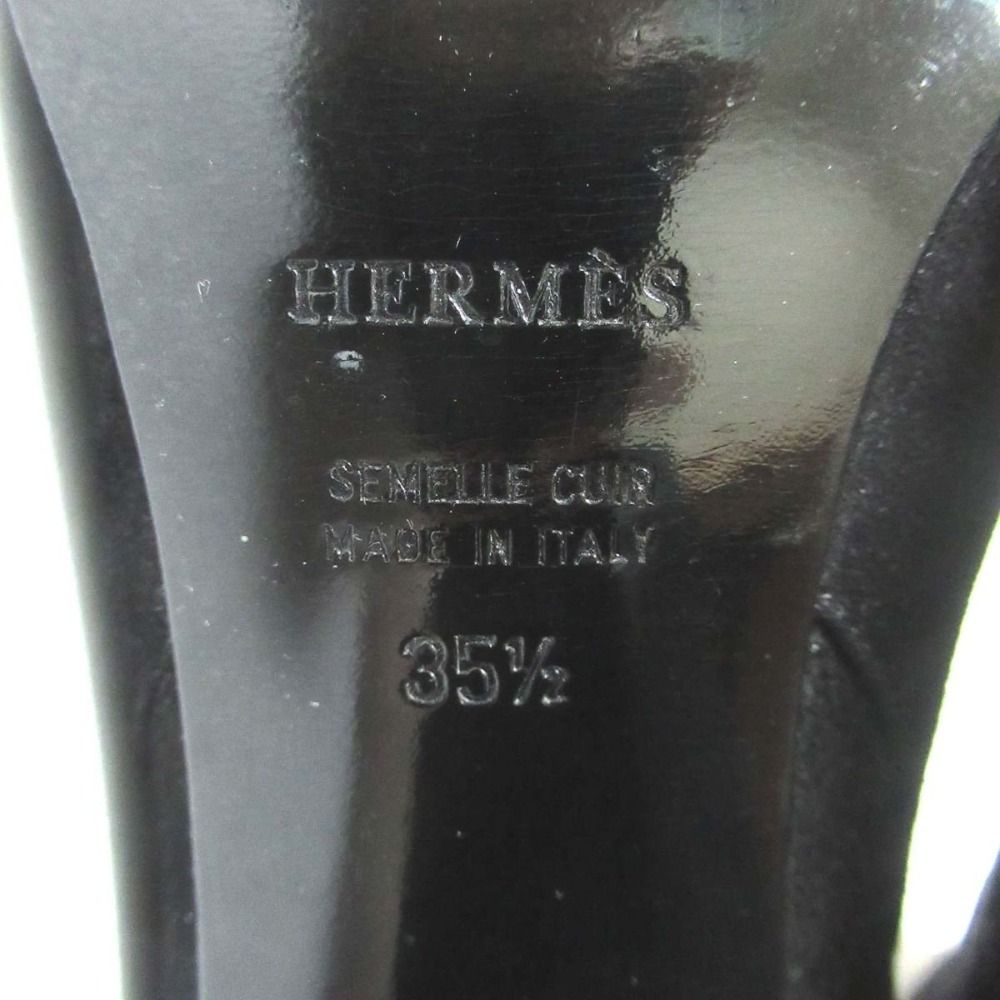 HERMÈS
SEMELLE CUIR
MADE IN ITALY
35½